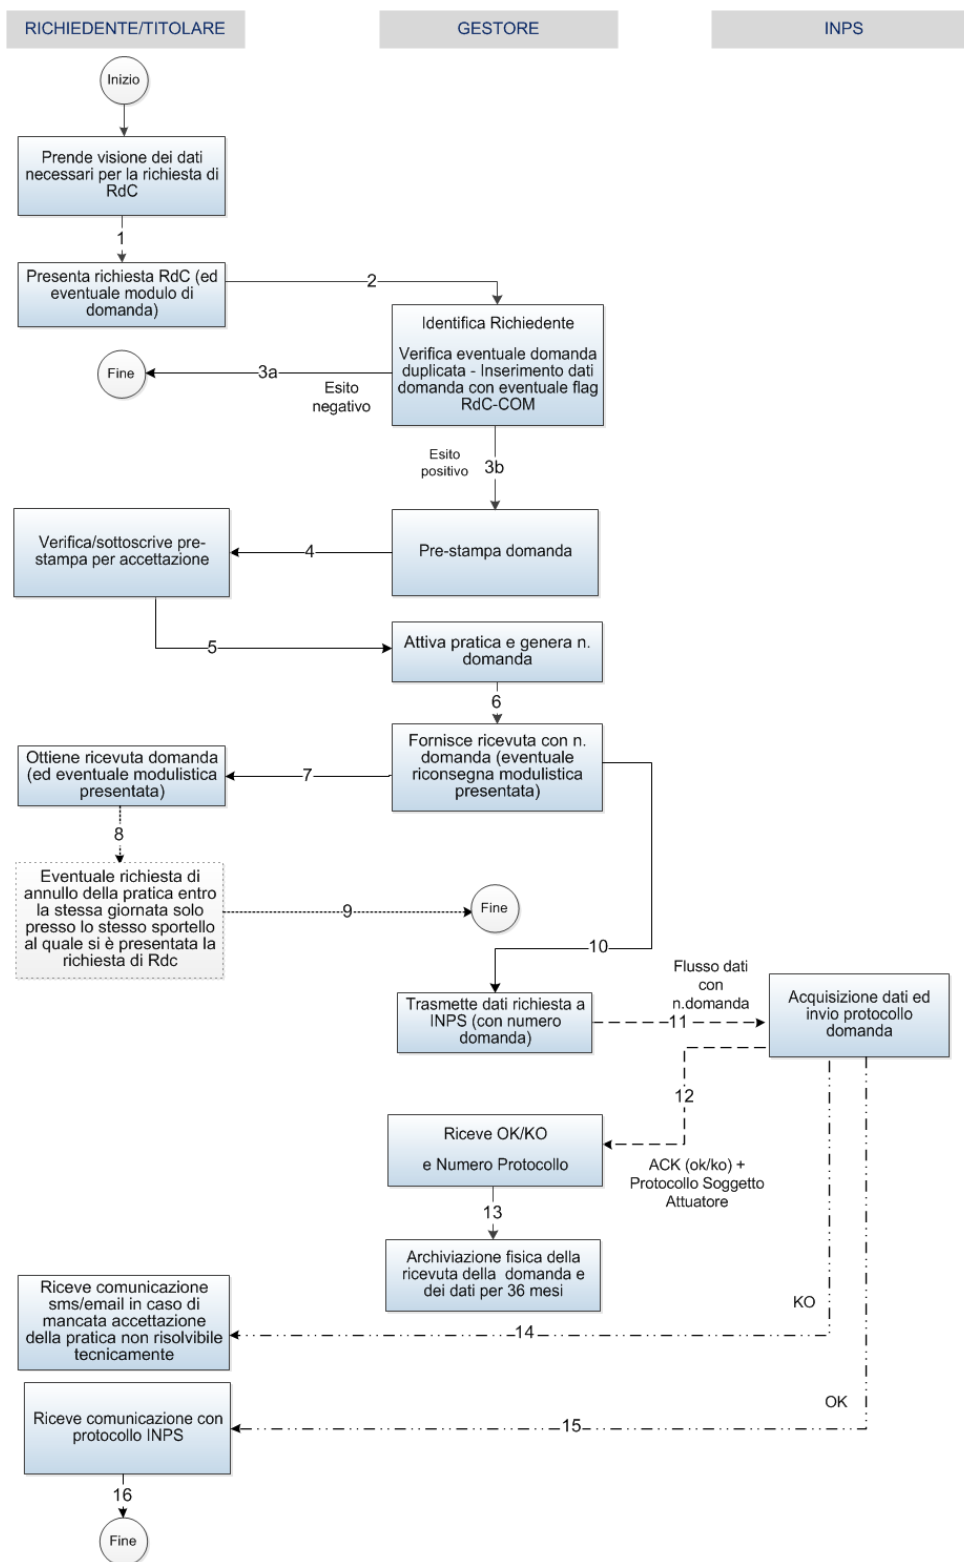 RICHIEDENTE/TITOLARE
GESTORE
INPS
Inizio
Prende visione dei dati
necessari per la richiesta di
RdC
1
Presenta richiesta RdC (ed
eventuale modulo di
domanda)
2
Identifica Richiedente
Verifica eventuale domanda
duplicata - Inserimento dati
domanda con eventuale flag
RdC-COM
3a
Esito
negativo
Fine
Esito
positivo
3b
Pre-stampa domanda
4
Verifica/sottoscrive pre-
stampa per accettazione
5
Attiva pratica e genera n.
domanda
6
Fornisce ricevuta con n.
domanda (eventuale
riconsegna modulistica
presentata)
7
Ottiene ricevuta domanda
(ed eventuale modulistica
presentata)
8
Eventuale richiesta di
annullo della pratica entro
la stessa giornata solo
presso lo stesso sportello
al quale si è presentata la
richiesta di Rdc
9
Fine
10
Trasmette dati richiesta a
INPS (con numero
domanda)
Flusso dati
con
n.domanda
11
Acquisizione dati ed
invio protocollo
domanda
12
ACK (ok/ko) +
Protocollo Soggetto
Attuatore
Riceve OK/KO
e Numero Protocollo
13
Archiviazione fisica della
ricevuta della domanda e
dei dati per 36 mesi
KO
14
Riceve comunicazione
sms/email in caso di
mancata accettazione
della pratica non risolvibile
tecnicamente
OK
15
Riceve comunicazione con
protocollo INPS
16
Fine